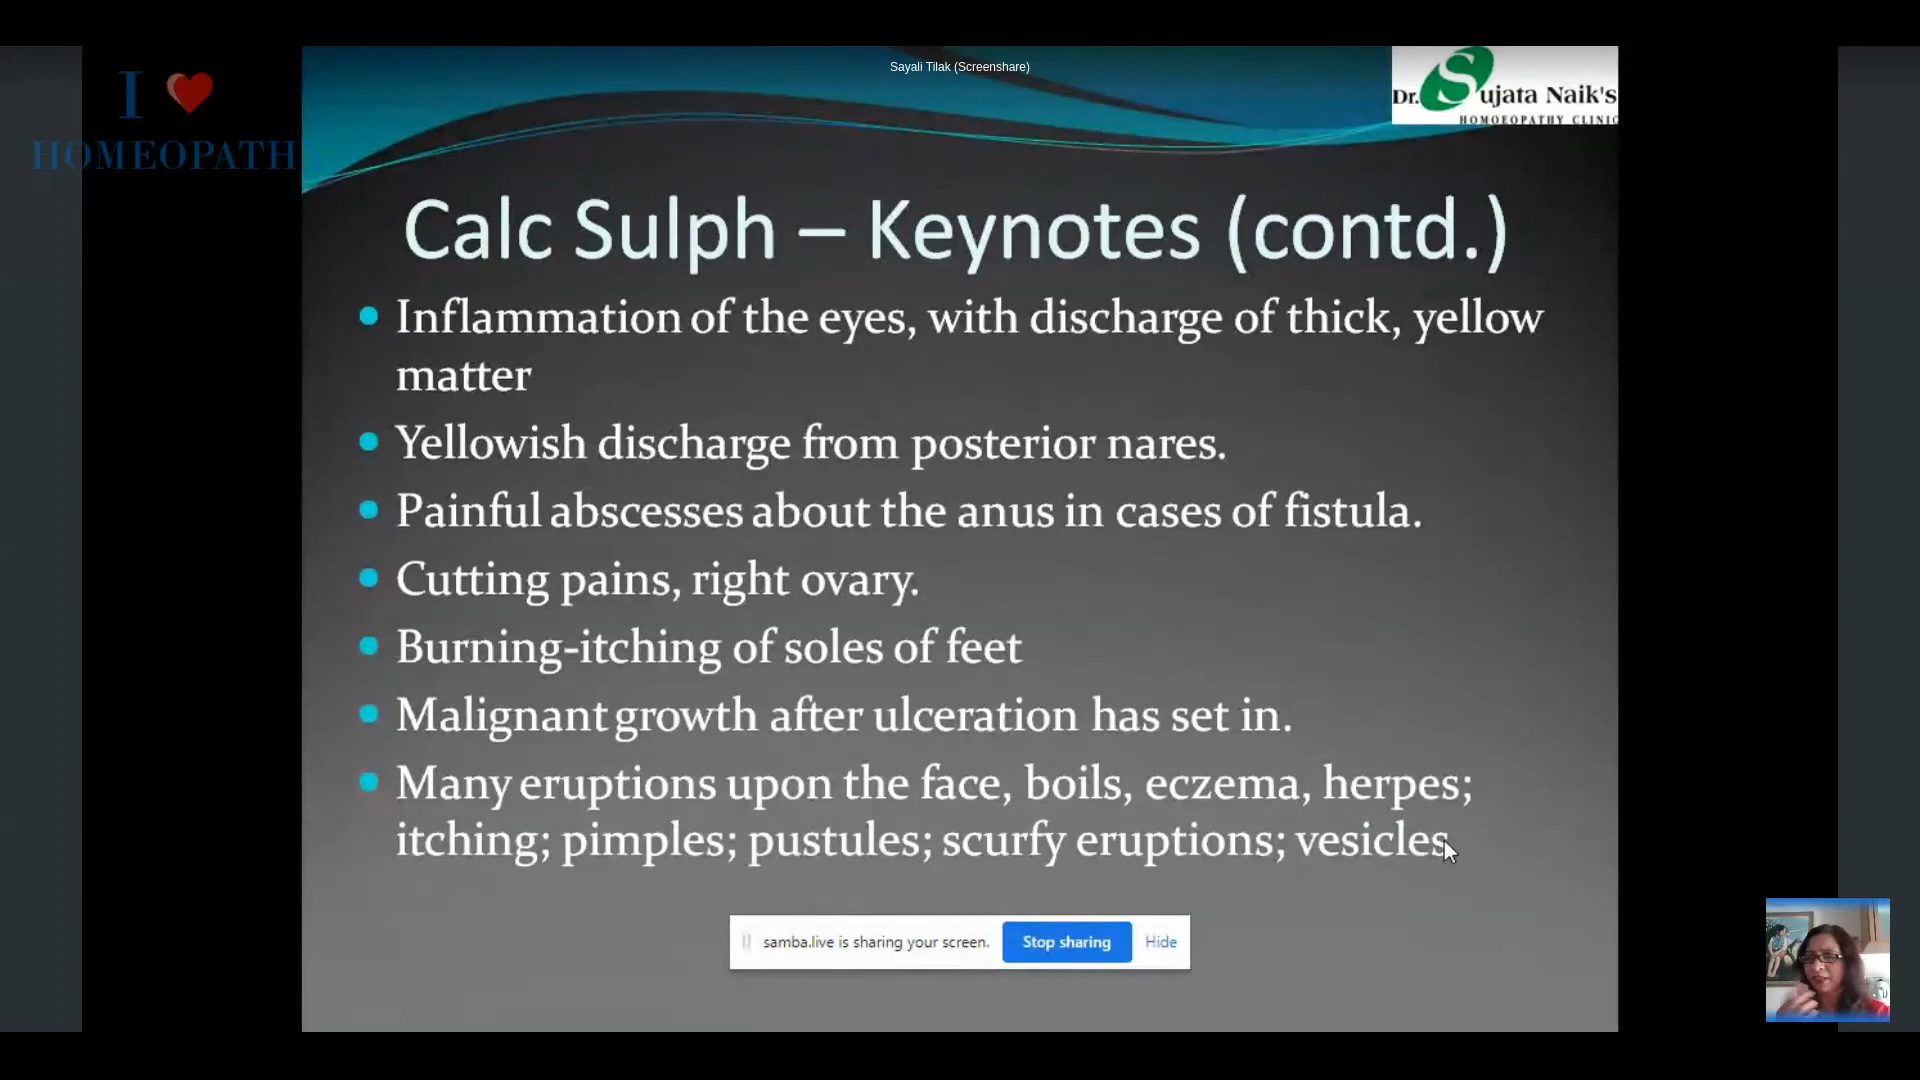 Sayali Tilak (Screenshare)
I
HOMEOPATH
Dr. Sujata Naik's
HOMOEOPATHY CLINIC
Calc Sulph – Keynotes (contd.)
Inflammation of the eyes, with discharge of thick, yellow
matter
Yellowish discharge from posterior nares.
Painful abscesses about the anus in cases of fistula.
Cutting pains, right ovary.
Burning-itching of soles of feet
Malignant growth after ulceration has set in.
Many eruptions upon the face, boils, eczema, herpes;
itching; pimples; pustules; scurfy eruptions; vesicles.
samba.live is sharing your screen.
Stop sharing
Hide